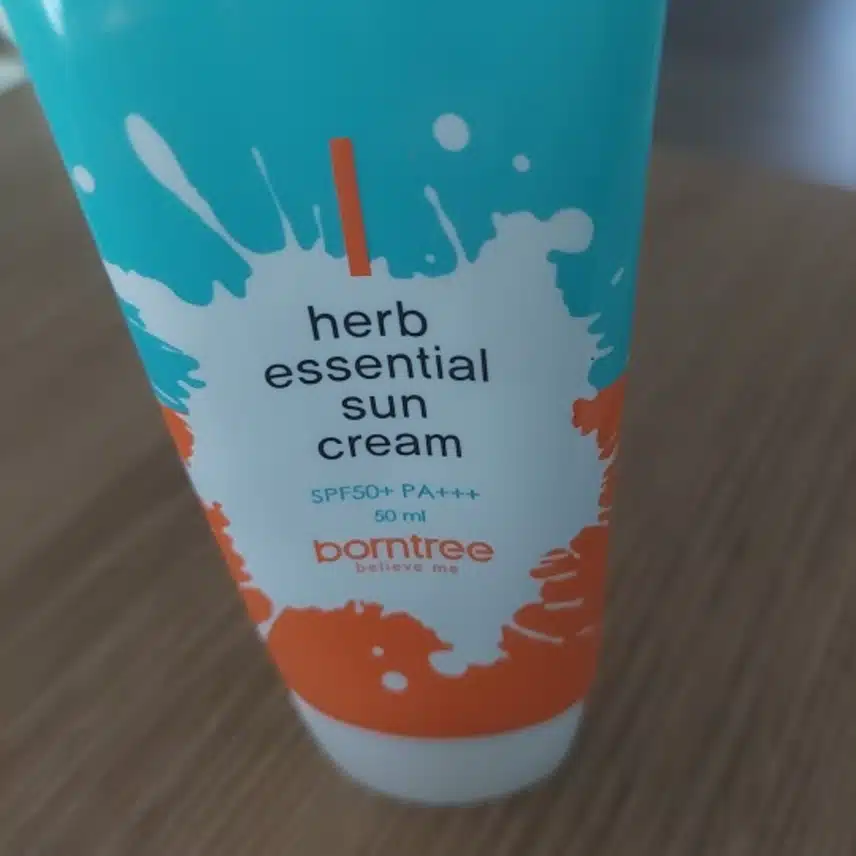 herb
essential
sun
cream
SPF50+ PA+++
50 ml
borntree
believe me